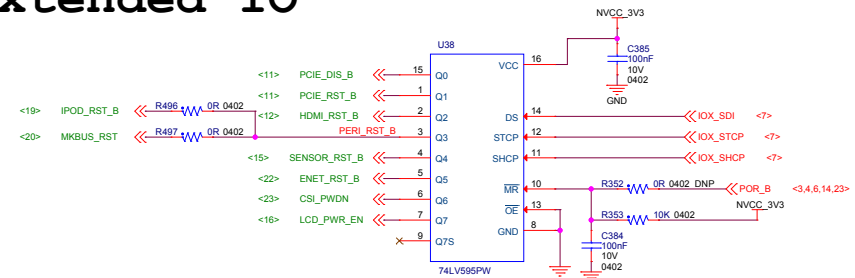 xtended IO
NVCC_3V3
U38
C385
100nF
10V
0402
GND
VCC 16
<11> PCIE_DIS_B 15 Q0
<11> PCIE_RST_B 1 Q1
<12> HDMI_RST_B 2 Q2
<19> IPOD_RST_B R496 0R 0402
<20> MKBUS_RST R497 0R 0402
PERI_RST_B 3 Q3
<15> SENSOR_RST_B 4 Q4
<22> ENET_RST_B 5 Q5
<23> CSI_PWDN 6 Q6
<16> LCD_PWR_EN 7 Q7
9 Q7S
DS 14 IOX_SDI <7>
STCP 12 IOX_STCP <7>
SHCP 11 IOX_SHCP <7>
MR 10 R352 0R 0402 DNP POR_B <3,4,6,14,23>
NVCC_3V3
OE 13
R353 10K 0402
GND 8
C384
100nF
10V
0402
74LV595PW